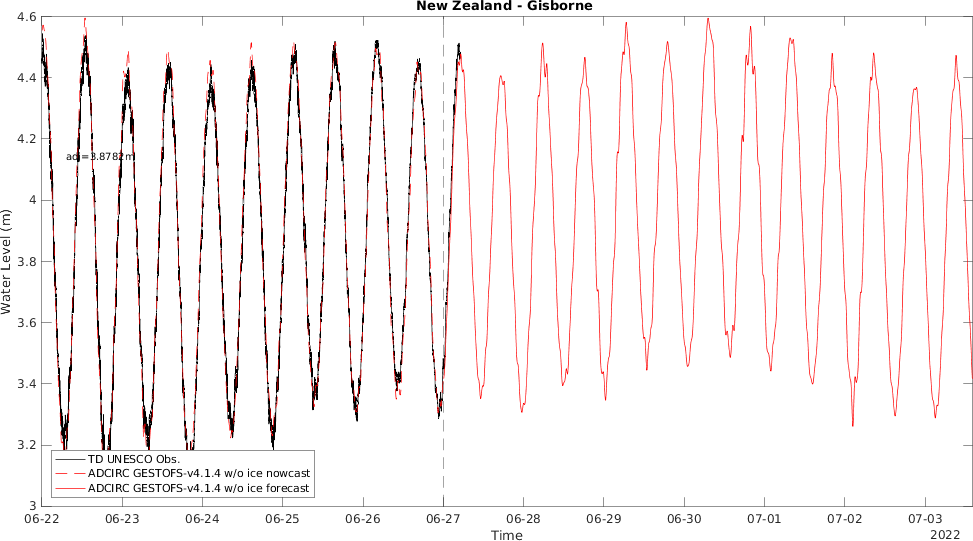 New Zealand - Gisborne
4.6
4.4
4.2
4
3.8
3.6
3.4
3.2
3
Water Level (m)
adj=3.8782m
TD UNESCO Obs.
ADCIRC GESTOFS-v4.1.4 w/o ice nowcast
ADCIRC GESTOFS-v4.1.4 w/o ice forecast
06-22 06-23 06-24 06-25 06-26 06-27 06-28 06-29 06-30 07-01 07-02 07-03
Time
2022